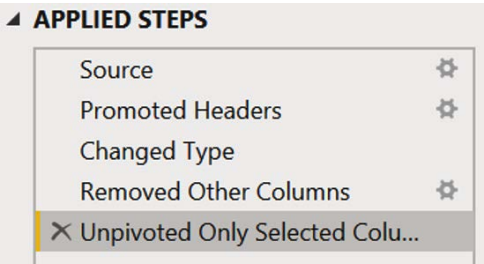 APPLIED STEPS
Source
Promoted Headers
Changed Type
Removed Other Columns
Unpivoted Only Selected Colu...